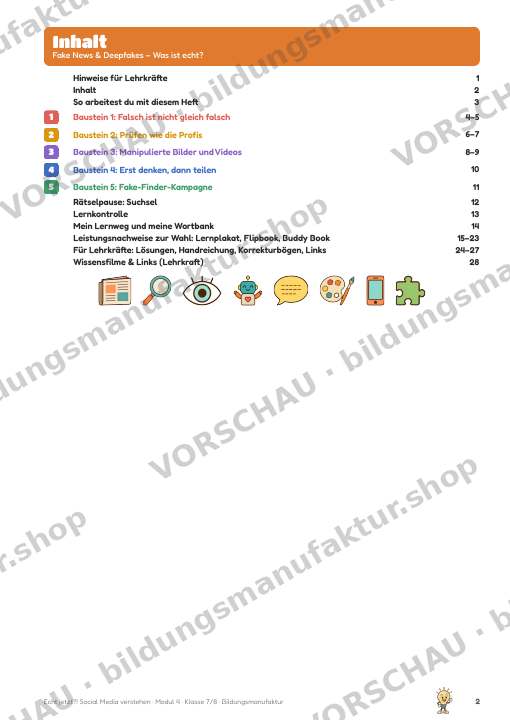 Inhalt
Fake News & Deepfakes – Was ist echt?
Hinweise für Lehrkräfte 1
Inhalt 2
So arbeitest du mit diesem Heft 3
1 Baustein 1: Falsch ist nicht gleich falsch 4–5
2 Baustein 2: Prüfen wie die Profis 6–7
3 Baustein 3: Manipulierte Bilder und Videos 8–9
4 Baustein 4: Erst denken, dann teilen 10
5 Baustein 5: Fake-Finder-Kampagne 11
Rätselpause: Suchsel 12
Lernkontrolle 13
Mein Lernweg und meine Wortbank 14
Leistungsnachweise zur Wahl: Lernplakat, Flipbook, Buddy Book 15–23
Für Lehrkräfte: Lösungen, Handreichung, Korrekturbögen, Links 24–27
Wissensfilme & Links (Lehrkraft) 28
VORSCHAU · bildungsmanufaktur.shop
Echt jetzt?! Social Media verstehen · Modul 4 · Klasse 7/8 · Bildungsmanufaktur 2